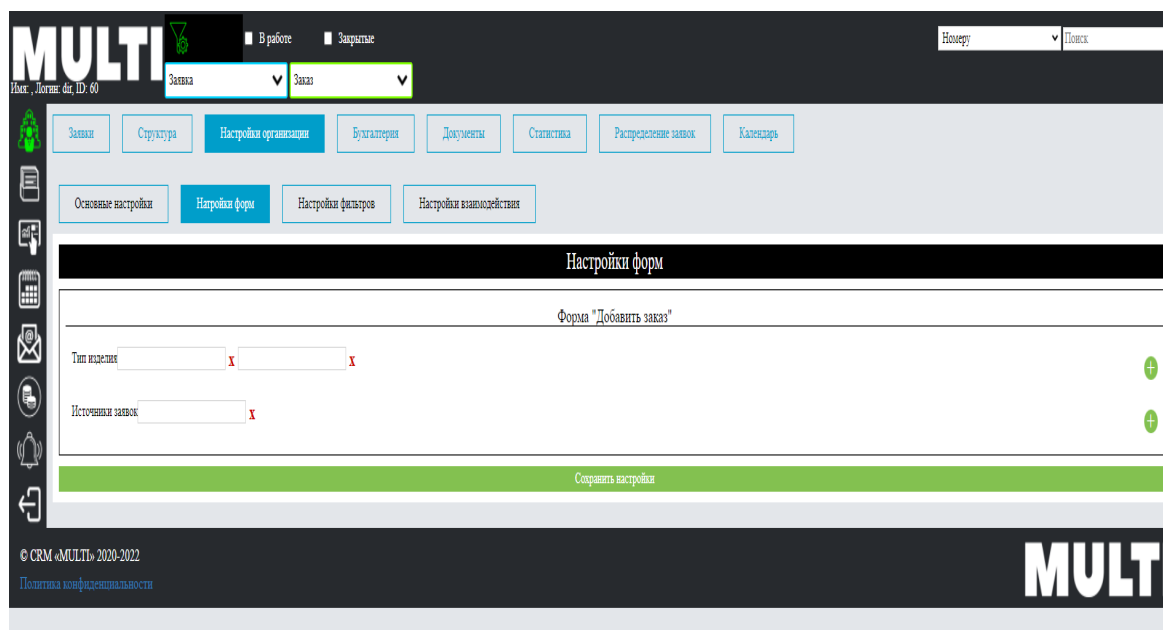 MULTI
В работе Закрытые Номеру Поиск
Имя: , Логин: dir, ID: 60
Заявка Заказ
Заявки Структура Настройки организации Бухгалтерия Документы Статистика Распределение заявок Календарь
Основные настройки Натройки форм Настройки фильтров Настройки взаимодействия
Настройки форм
Форма "Добавить заказ"
Тип изделия X X
Источники заявок X
Сохранить настройки
© CRM «MULTI» 2020-2022
Политика конфиденциальности
MULT